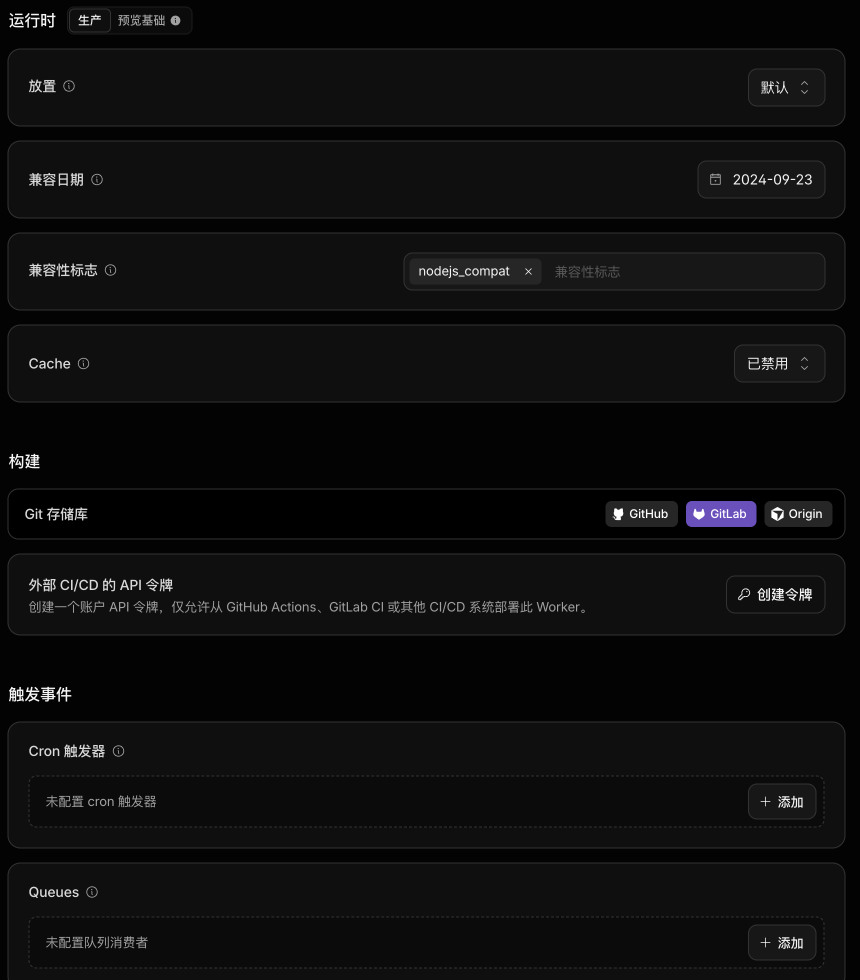 运行时 生产 预览基础
放置 默认
兼容日期 2024-09-23
兼容性标志 nodejs_compat × 兼容性标志
Cache 已禁用
构建
Git 存储库 GitHub GitLab Origin
外部 CI/CD 的 API 令牌
创建一个账户 API 令牌，仅允许从 GitHub Actions、GitLab CI 或其他 CI/CD 系统部署此 Worker。 创建令牌
触发事件
Cron 触发器
未配置 cron 触发器 + 添加
Queues
未配置队列消费者 + 添加